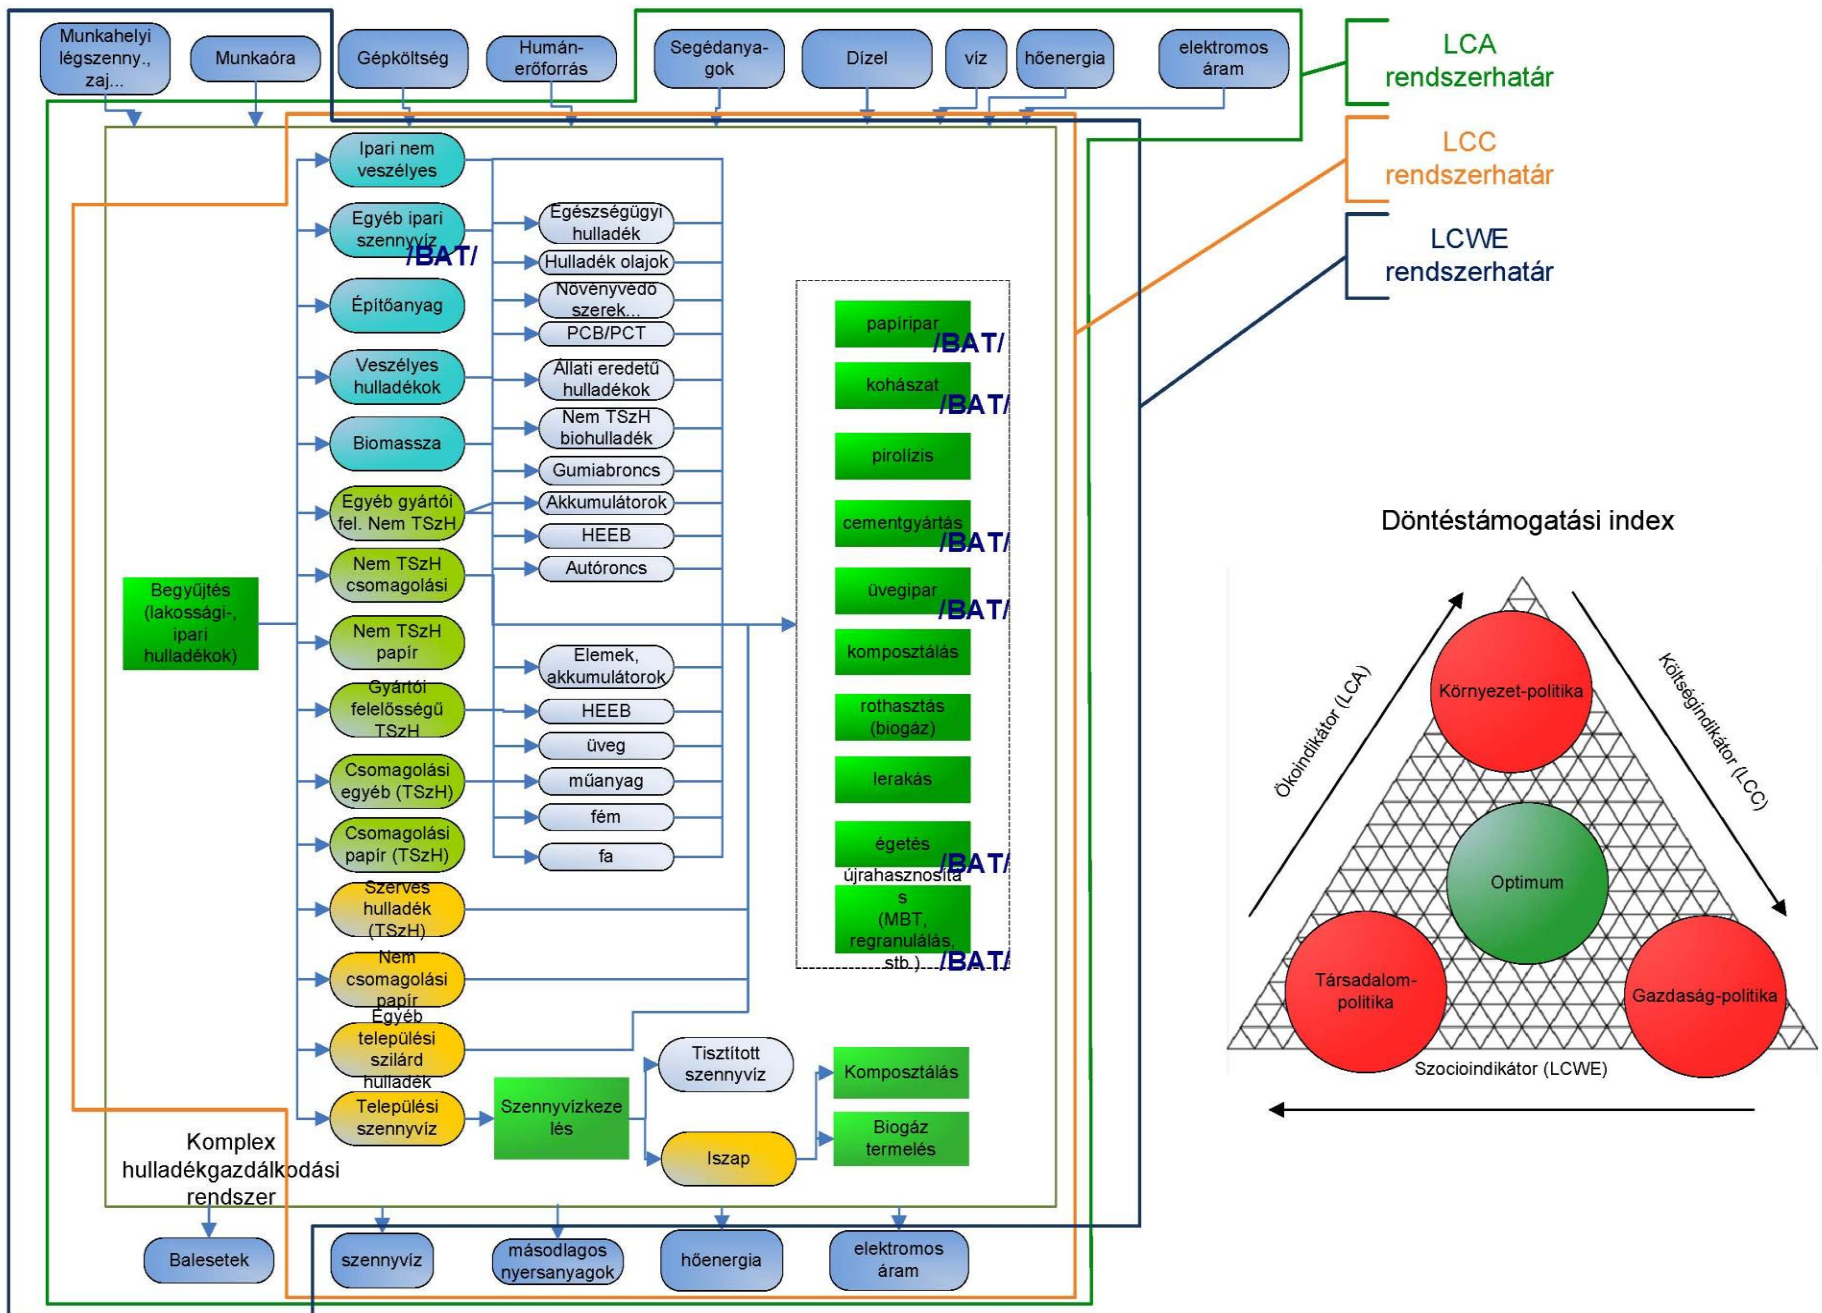 Munkahelyi
légszenny.,
zaj...
Munkaóra
Gépköltség
Humán-
erőforrás
Segédanya-
gok
Dízel
víz
hőenergia
elektromos
áram
LCA
rendszerhatár
LCC
rendszerhatár
LCWE
rendszerhatár
Begyűjtés
(lakossági-,
ipari
hulladékok)
Ipari nem
veszélyes
Egyéb ipari
szennyvíz
/BAT/
Építőanyag
Veszélyes
hulladékok
Biomassza
Egyéb gyártói
fel. Nem TSzH
Nem TSzH
csomagolási
Nem TSzH
papír
Gyártói
felelősségű
TSzH
Csomagolási
egyéb (TSzH)
Csomagolási
papír (TSzH)
Szerves
hulladék
(TSzH)
Nem
csomagolási
papír
Egyéb
települési
szilárd
hulladék
Települési
szennyvíz
Egészségügyi
hulladék
Hulladék olajok
Növényvédő
szerek...
PCB/PCT
Állati eredetű
hulladékok
Nem TSzH
biohulladék
Gumiabroncs
Akkumulátorok
HEEB
Autóroncs
Elemek,
akkumulátorok
HEEB
üveg
műanyag
fém
fa
papíripar
/BAT/
kohászat
/BAT/
pirolízis
cementgyártás
/BAT/
üvegipar
/BAT/
komposztálás
rothasztás
(biogáz)
lerakás
égetés
/BAT/
újrahasznosítá
s
(MBT,
regranulálás,
stb.)
/BAT/
Szennyvízkeze
lés
Tisztított
szennyvíz
Iszap
Komposztálás
Biogáz
termelés
Komplex
hulladékgazdálkodási
rendszer
Balesetek
szennyvíz
másodlagos
nyersanyagok
hőenergia
elektromos
áram
Döntéstámogatási index
Ökoindikátor (LCA)
Költségindikátor (LCC)
Környezet-politika
Optimum
Társadalom-
politika
Gazdaság-politika
Szocioindikátor (LCWE)